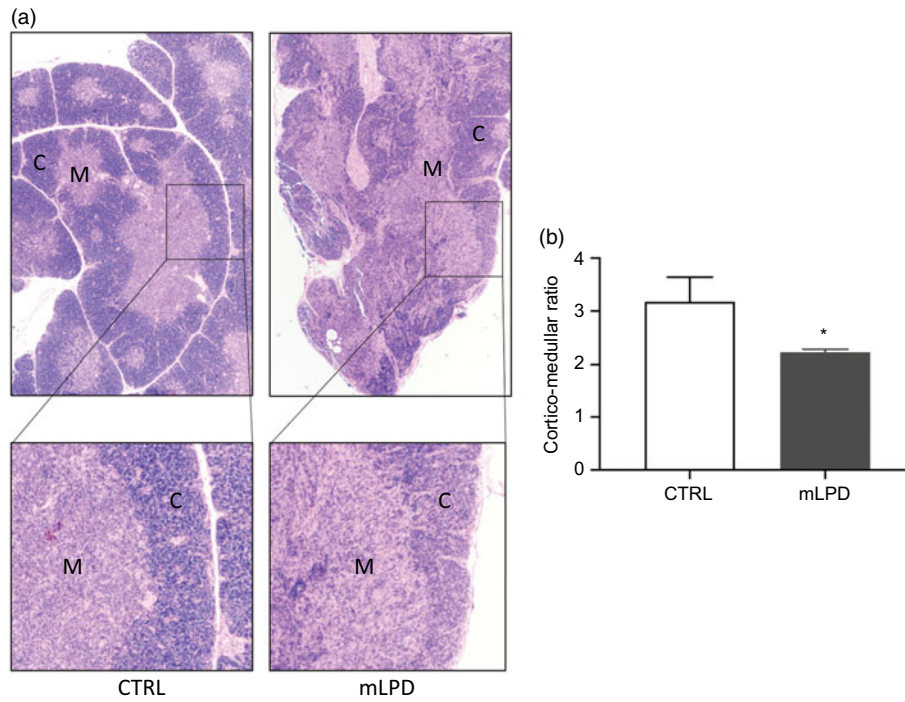 (a)
C
M
C
M
C
M
C
M
CTRL
mLPD
(b)
Cortico-medullar ratio
4
3
2
1
0
*
CTRL
mLPD